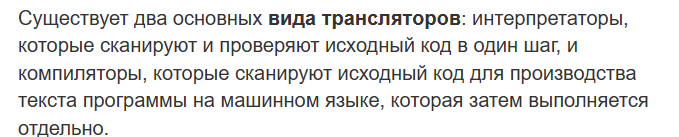 Существует два основных вида трансляторов: интерпретаторы,
которые сканируют и проверяют исходный код в один шаг, и
компиляторы, которые сканируют исходный код для производства
текста программы на машинном языке, которая затем выполняется
отдельно.